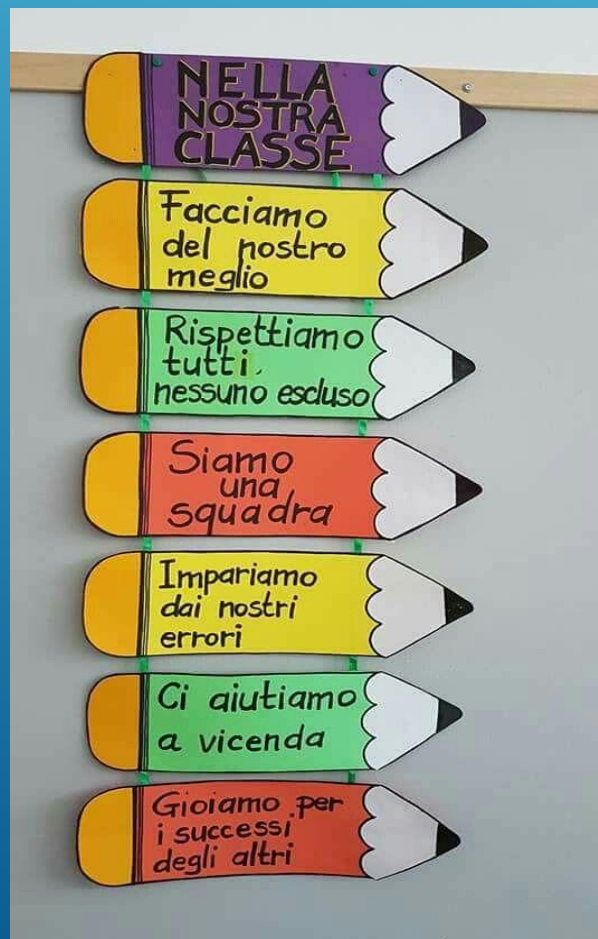 NELLA
NOSTRA
CLASSE
Facciamo
del nostro
meglio
Rispettiamo
tutti,
nessuno escluso
Siamo
una
squadra
Impariamo
dai nostri
errori
Ci aiutiamo
a vicenda
Gioiamo per
i successi
degli altri